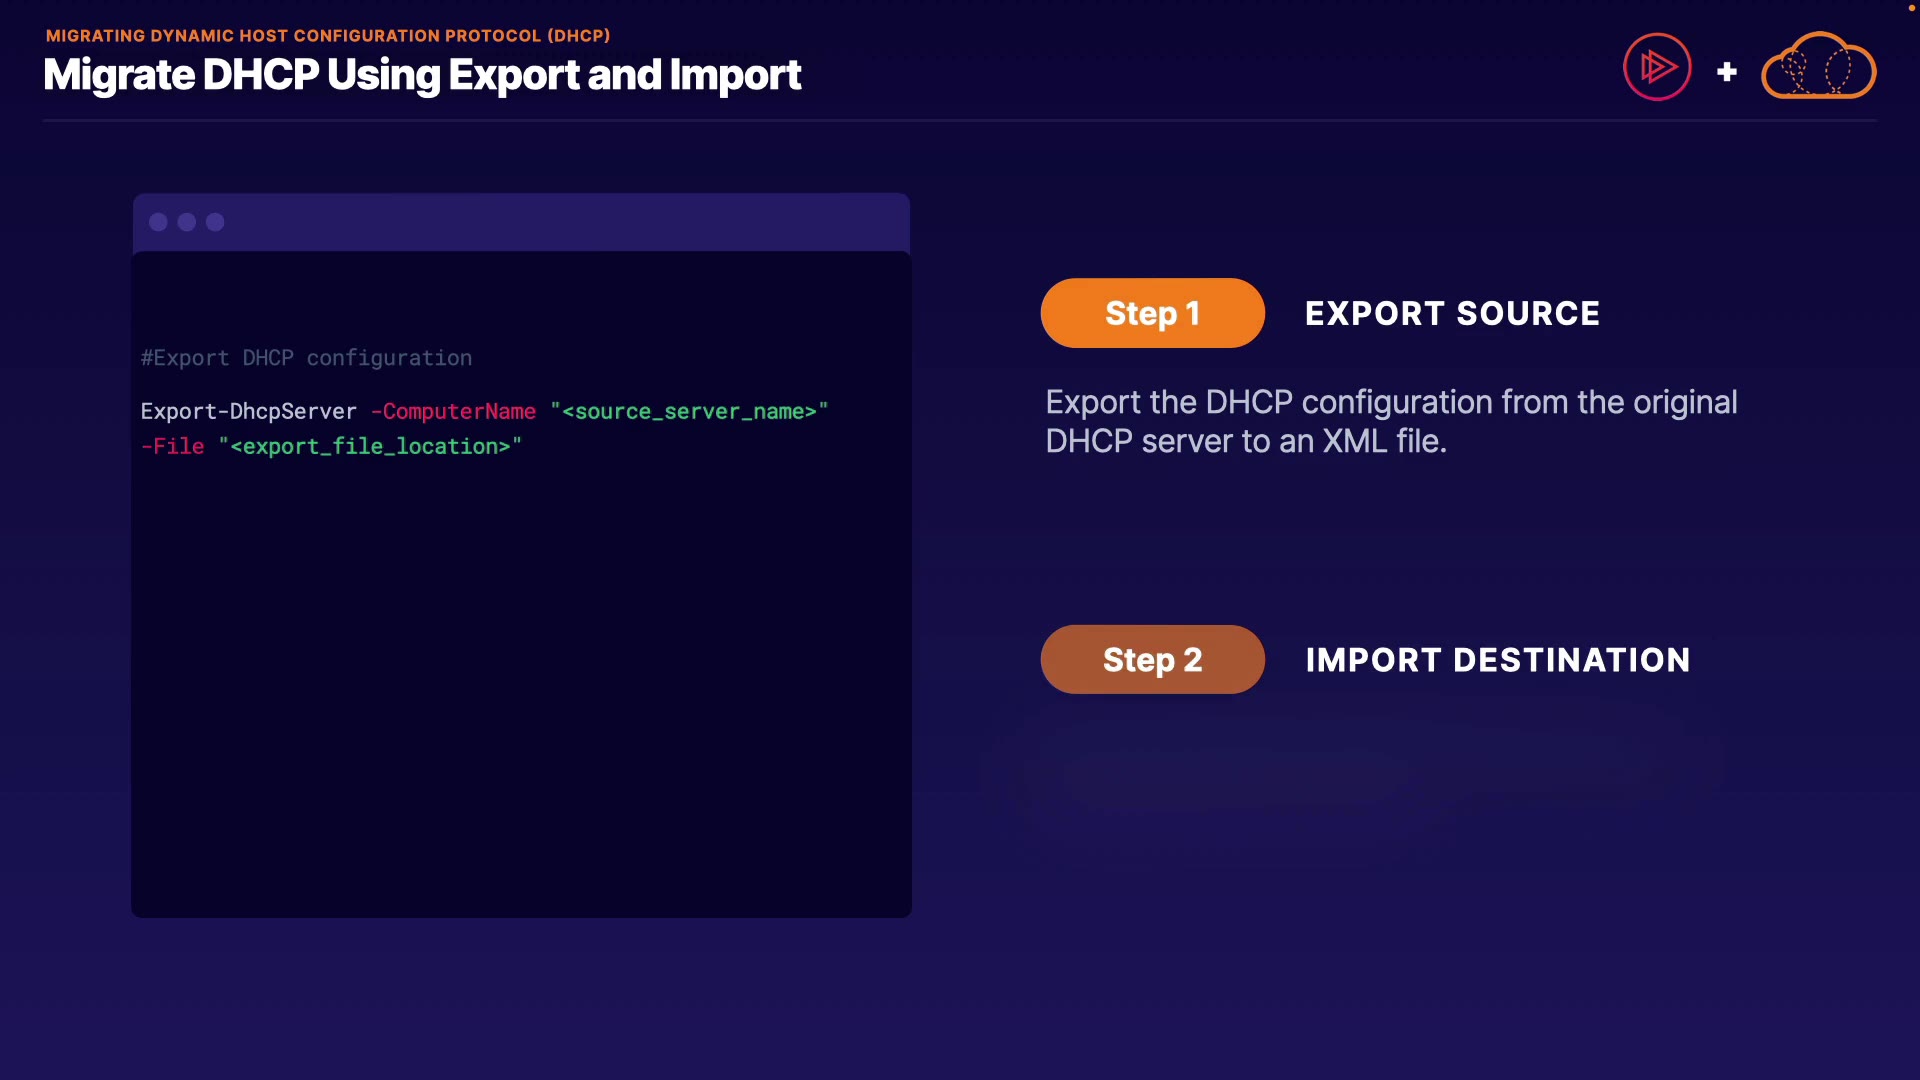 MIGRATING DYNAMIC HOST CONFIGURATION PROTOCOL (DHCP)
Migrate DHCP Using Export and Import
#Export DHCP configuration
Export-DhcpServer -ComputerName "<source_server_name>"
-File "<export_file_location>"
Step 1 EXPORT SOURCE
Export the DHCP configuration from the original
DHCP server to an XML file.
Step 2 IMPORT DESTINATION